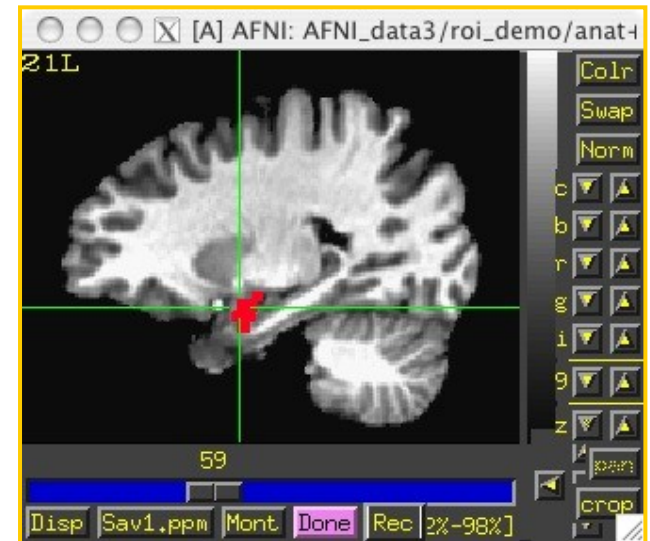 X [A] AFNI: AFNI_data3/roi_demo/anat+
21L
Colr
Swap
Norm
c
b
r
g
i
9
z
59
pan
crop
Disp Sav1.ppm Mont Done Rec 2%-98%]